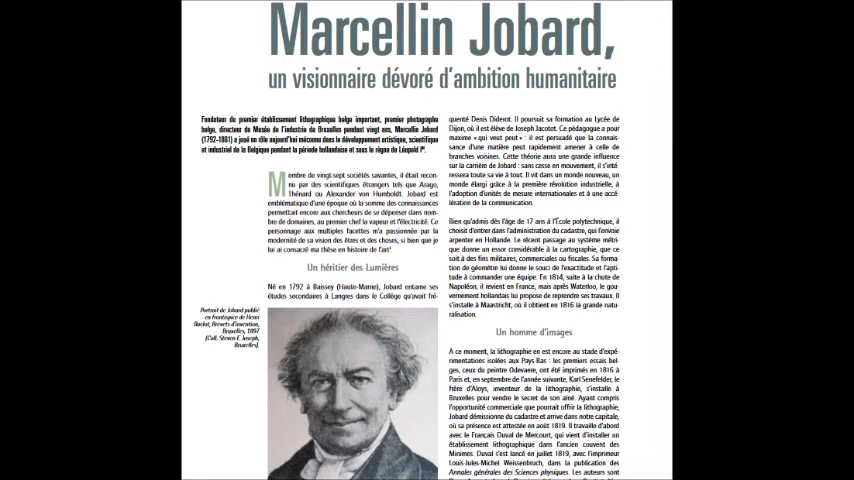 Marcellin Jobard,
un visionnaire dévoré d'ambition humanitaire
Fondateur du premier établissement lithographique belge important, premier photographe
belge, directeur du Musée de l'industrie de Bruxelles pendant vingt ans, Marcellin Jobard
(1792-1861) a joué un rôle aujourd'hui méconnu dans le développement artistique, scientifique
et industriel de la Belgique pendant la période hollandaise et sous le règne de Léopold Ier.
Membre de vingt-sept sociétés savantes, il était recon-
nu par des scientifiques étrangers tels que Arago,
Thénard ou Alexander von Humboldt. Jobard est
emblématique d'une époque où la somme des connaissances
permettait encore aux chercheurs de se dépenser dans nom-
bre de domaines, au premier chef la vapeur et l'électricité. Ce
personnage aux multiples facettes m'a passionnée par la
modernité de sa vision des êtres et des choses, si bien que je
lui ai consacré ma thèse en histoire de l'art¹
Un héritier des Lumières
Né en 1792 à Baissey (Haute-Marne), Jobard entame ses
études secondaires à Langres dans le Collège qu'avait fré-
Portrait de Jobard publié
en frontispice de Henri
Raclot, Brevets d'invention,
Bruxelles, 1897
(Coll. Steven F. Joseph,
Bruxelles).
quenté Denis Diderot. Il poursuit sa formation au Lycée de
Dijon, où il est élève de Joseph Jacotot. Ce pédagogue a pour
maxime « qui veut peut » : il est persuadé que la connais-
sance d'une matière peut rapidement amener à celle de
branches voisines. Cette théorie aura une grande influence
sur la carrière de Jobard : sans cesse en mouvement, il s'inté-
ressera toute sa vie à tout. Il vit dans un monde nouveau, un
monde élargi grâce à la première révolution industrielle, à
l'adoption d'unités de mesure internationales et à une accé-
lération de la communication.
Bien qu'admis dès l'âge de 17 ans à l'École polytechnique, il
choisit d'entrer dans l'administration du cadastre, qui l'envoie
arpenter en Hollande. Le récent passage au système métri-
que donne un essor considérable à la cartographie, que ce
soit à des fins militaires, commerciales ou fiscales. Sa forma-
tion de géomètre lui donne le souci de l'exactitude et l'apti-
tude à commander une équipe. En 1814, suite à la chute de
Napoléon, il revient en France, mais après Waterloo, le gou-
vernement hollandais lui propose de reprendre ses travaux. Il
s'installe à Maastricht, où il obtient en 1816 la grande natu-
ralisation.
Un homme d'images
À ce moment, la lithographie en est encore au stade d'expé-
rimentations isolées aux Pays-Bas : les premiers essais bel-
ges, ceux du peintre Odevaere, ont été imprimés en 1816 à
Paris et, en septembre de l'année suivante, Karl Senefelder, le
frère d'Aloys, inventeur de la lithographie, s'installe à
Bruxelles pour vendre le secret de son aîné. Ayant compris
l'opportunité commerciale que pourrait offrir la lithographie,
Jobard démissionne du cadastre et arrive dans notre capitale,
où sa présence est attestée en août 1819. Il travaille d'abord
avec le Français Duval de Mercourt, qui vient d'installer un
établissement lithographique dans l'ancien couvent des
Minimes. Duval s'est lancé en juillet 1819, avec l'imprimeur
Louis-Jules-Michel Weissenbruch, dans la publication des
Annales générales des Sciences physiques. Les auteurs sont